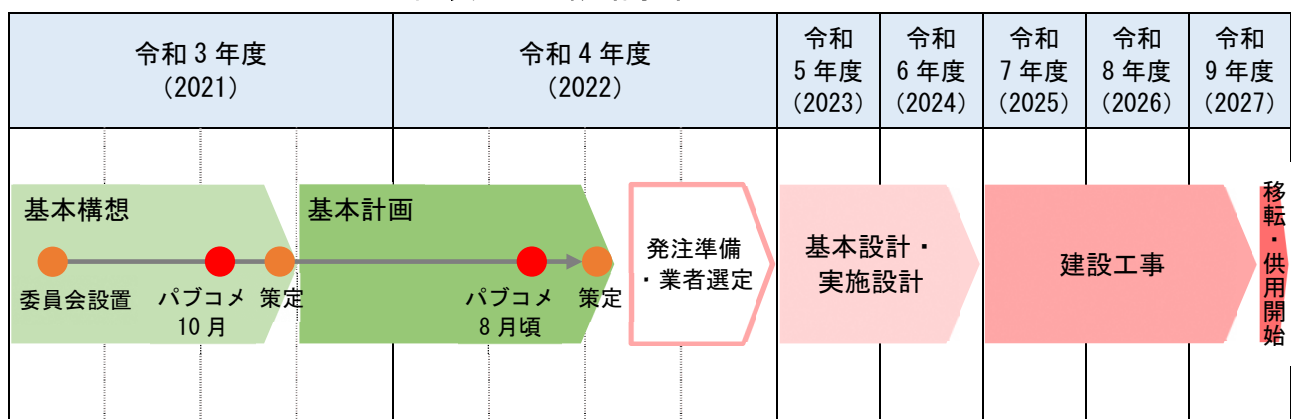 令和 3 年度
（2021）
令和 4 年度
（2022）
令和
5 年度
（2023）
令和
6 年度
（2024）
令和
7 年度
（2025）
令和
8 年度
（2026）
令和
9 年度
（2027）
基本構想
委員会設置
パブコメ
10 月
策定
基本計画
パブコメ
8 月頃
策定
発注準備
・業者選定
基本設計・
実施設計
建設工事
移転・供用開始